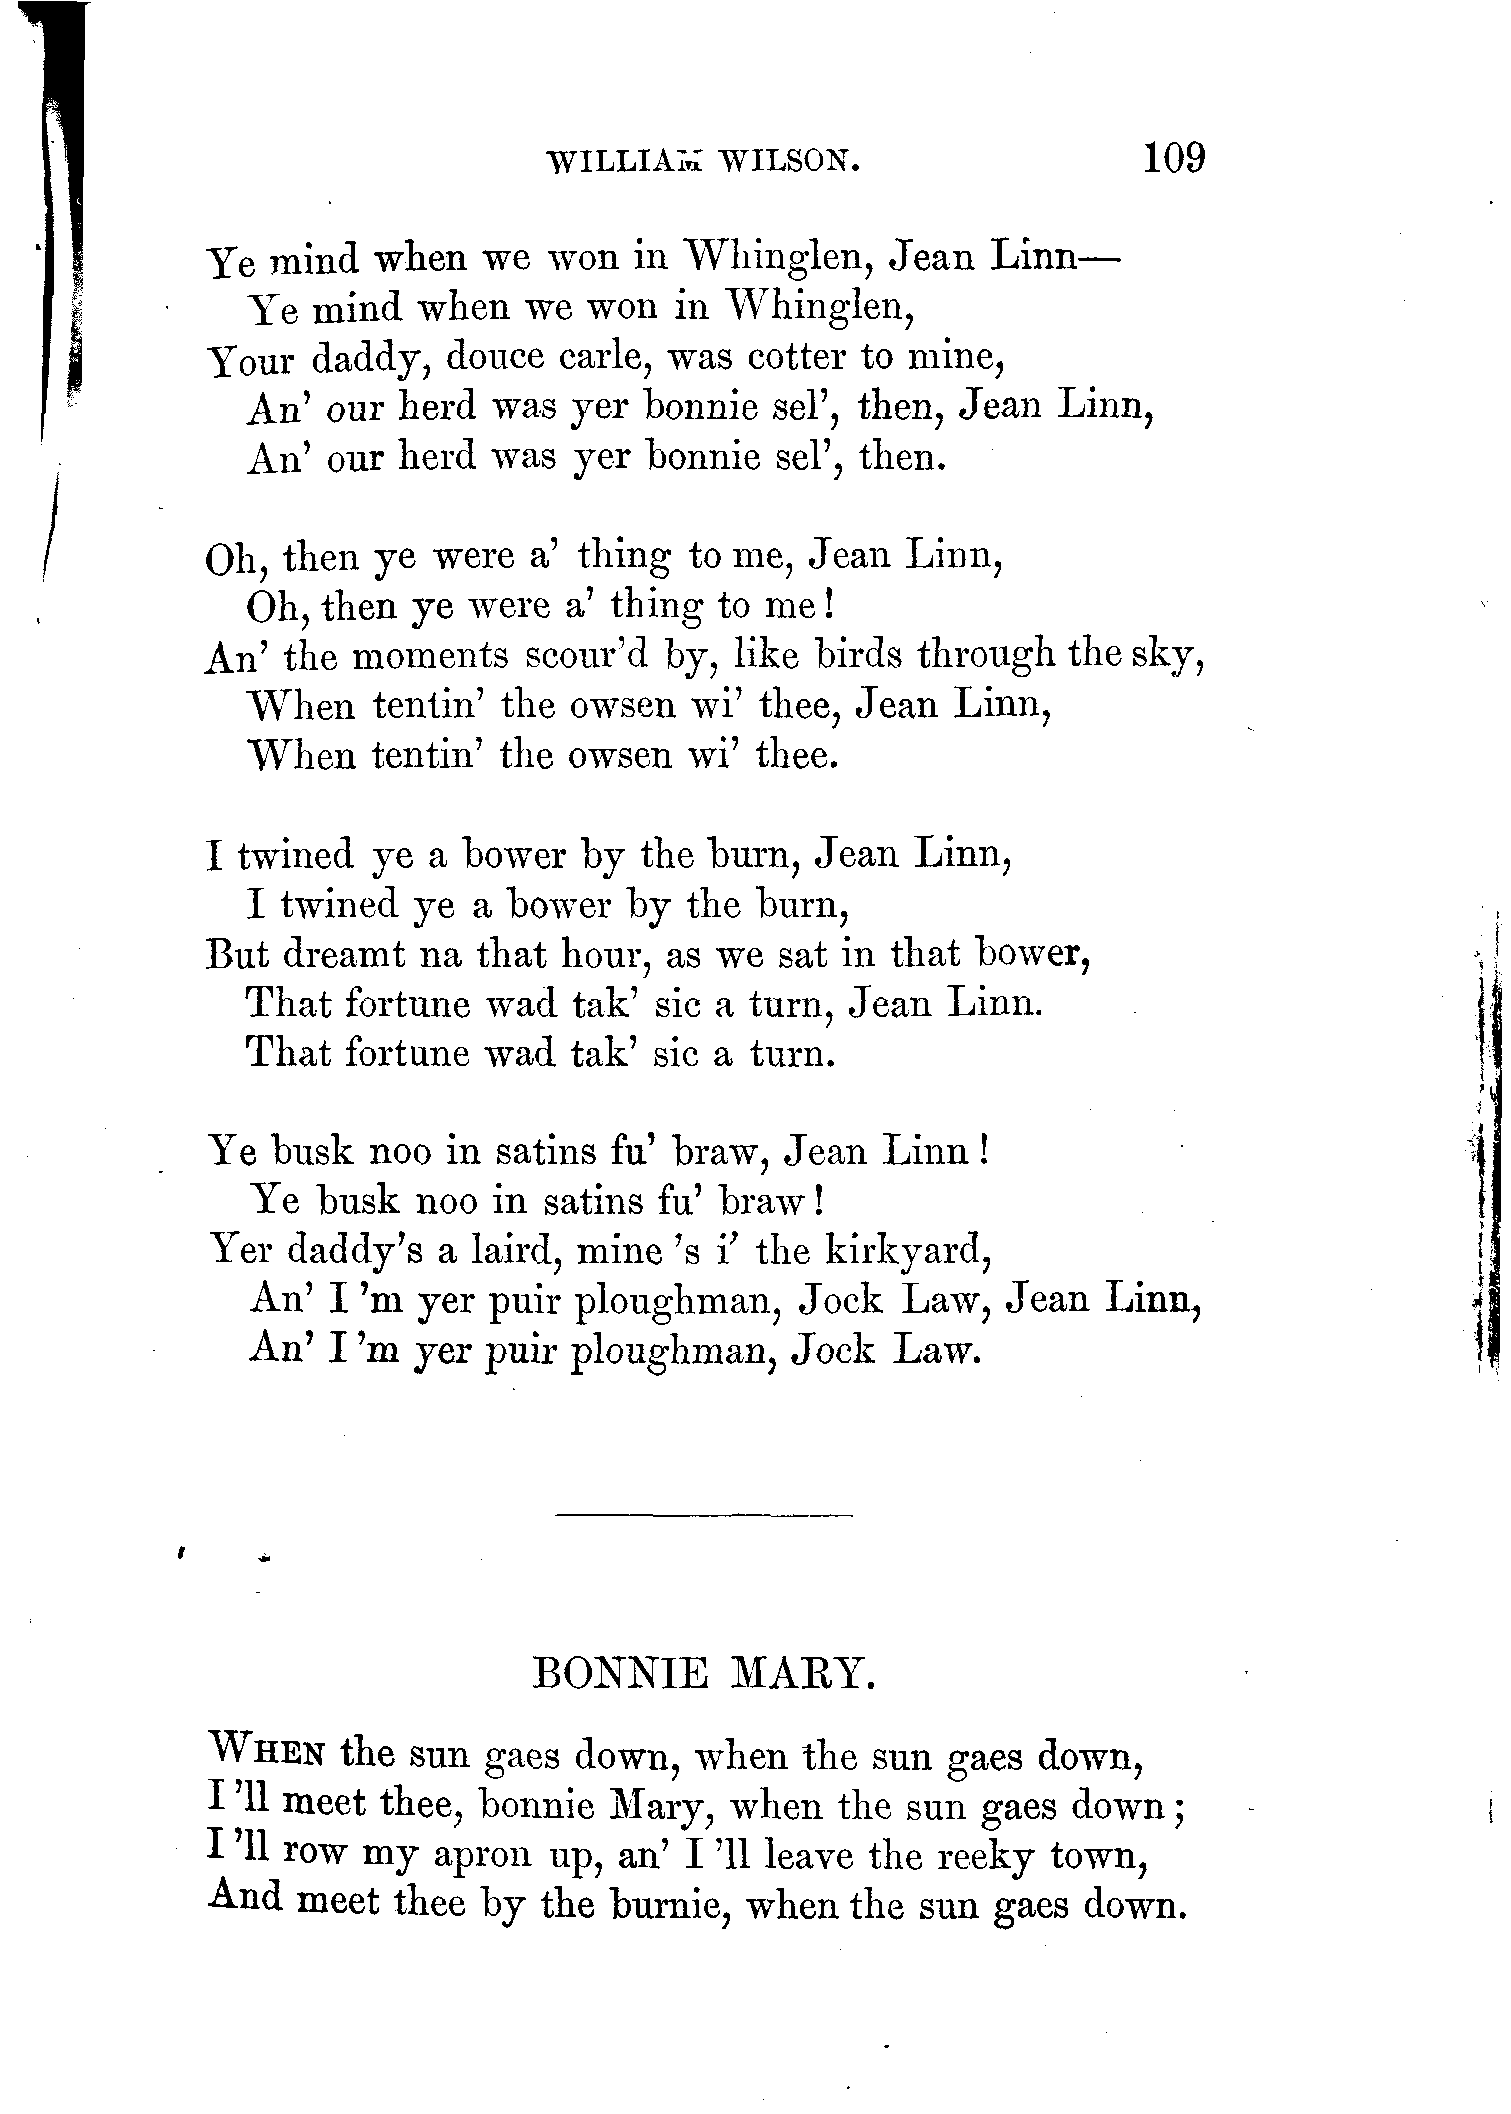 WILLIAM WILSON. 109
Ye mind when we won in Whinglen, Jean Linn—
Ye mind when we won in Whinglen,
Your daddy, douce carle, was cotter to mine,
An' our herd was yer bonnie sel', then, Jean Linn,
An' our herd was yer bonnie sel', then.
Oh, then ye were a' thing to me, Jean Linn,
Oh, then ye were a' thing to me!
An' the moments scour'd by, like birds through the sky,
When tentin' the owsen wi' thee, Jean Linn,
When tentin' the owsen wi' thee.
I twined ye a bower by the burn, Jean Linn,
I twined ye a bower by the burn,
But dreamt na that hour, as we sat in that bower,
That fortune wad tak' sic a turn, Jean Linn.
That fortune wad tak' sic a turn.
Ye busk noo in satins fu' braw, Jean Linn!
Ye busk noo in satins fu' braw!
Yer daddy's a laird, mine 's i' the kirkyard,
An' I 'm yer puir ploughman, Jock Law, Jean Linn,
An' I 'm yer puir ploughman, Jock Law.
BONNIE MARY.
WHEN the sun gaes down, when the sun gaes down,
I 'll meet thee, bonnie Mary, when the sun gaes down;
I 'll row my apron up, an' I 'll leave the reeky town,
And meet thee by the burnie, when the sun gaes down.